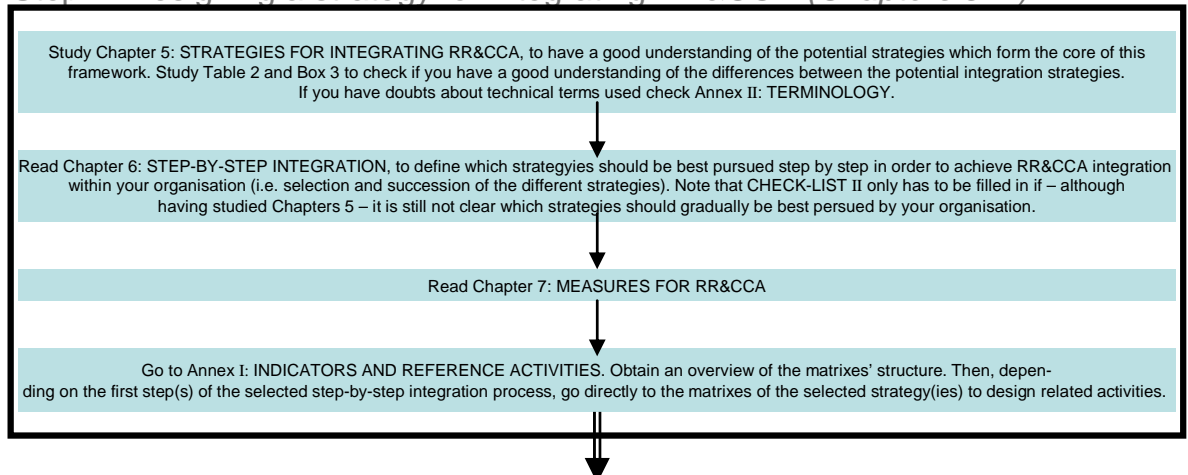 Study Chapter 5: STRATEGIES FOR INTEGRATING RR&CCA, to have a good understanding of the potential strategies which form the core of this
framework. Study Table 2 and Box 3 to check if you have a good understanding of the differences between the potential integration strategies.
If you have doubts about technical terms used check Annex II: TERMINOLOGY.
Read Chapter 6: STEP-BY-STEP INTEGRATION, to define which strategyies should be best pursued step by step in order to achieve RR&CCA integration
within your organisation (i.e. selection and succession of the different strategies). Note that CHECK-LIST II only has to be filled in if – although
having studied Chapters 5 – it is still not clear which strategies should gradually be best persued by your organisation.
Read Chapter 7: MEASURES FOR RR&CCA
Go to Annex I: INDICATORS AND REFERENCE ACTIVITIES. Obtain an overview of the matrixes' structure. Then, depen-
ding on the first step(s) of the selected step-by-step integration process, go directly to the matrixes of the selected strategy(ies) to design related activities.